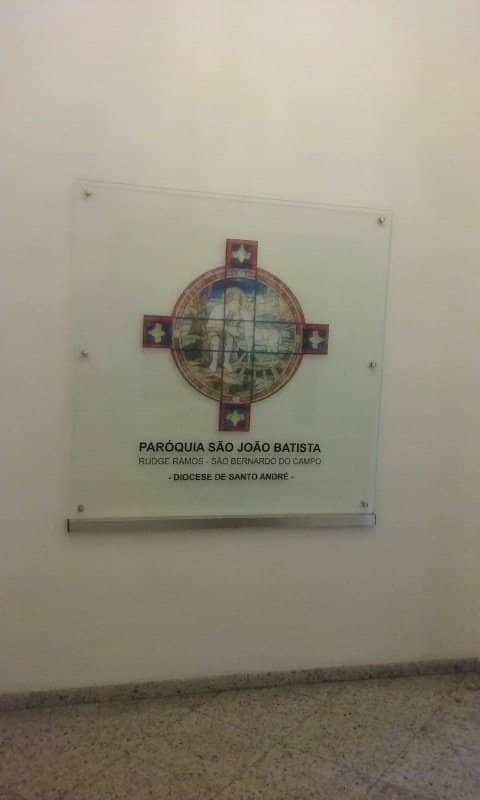 PARÓQUIA SÃO JOÃO BATISTA
RUDGE RAMOS - SÃO BERNARDO DO CAMPO
- DIOCESE DE SANTO ANDRÉ -